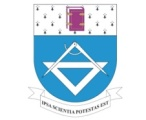 IPSA SCIENTIA POTESTAS EST